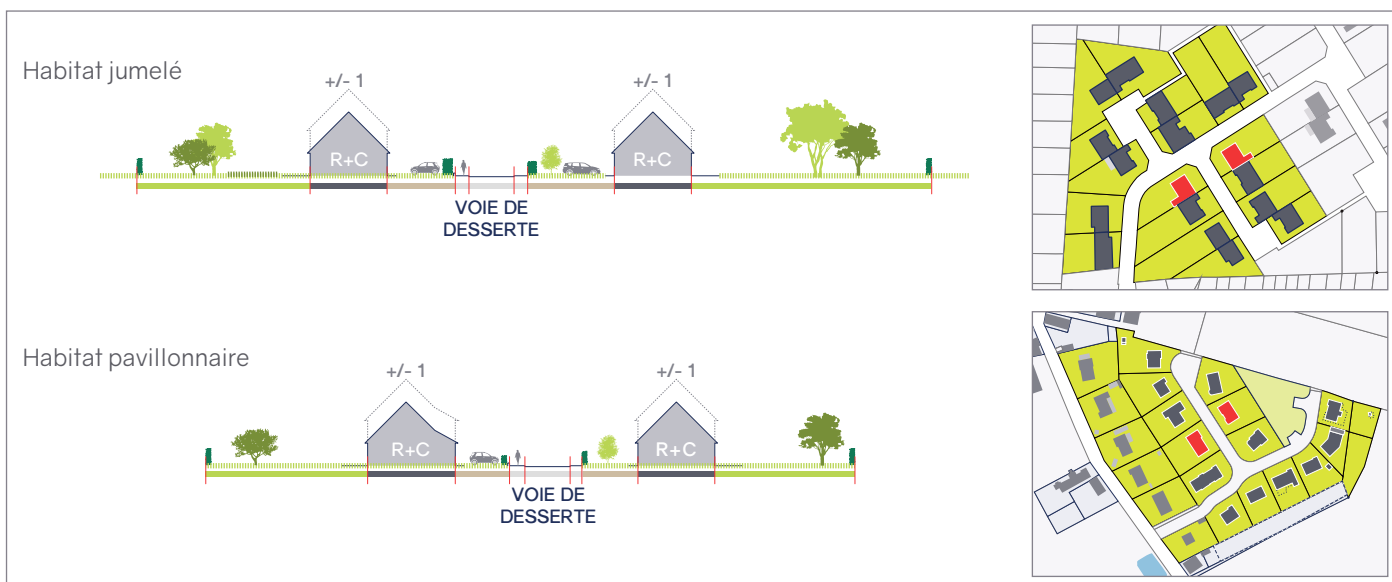 Habitat jumelé
+/- 1
+/- 1
R+C
R+C
VOIE DE
DESSERTE
Habitat pavillonnaire
+/- 1
+/- 1
R+C
R+C
VOIE DE
DESSERTE